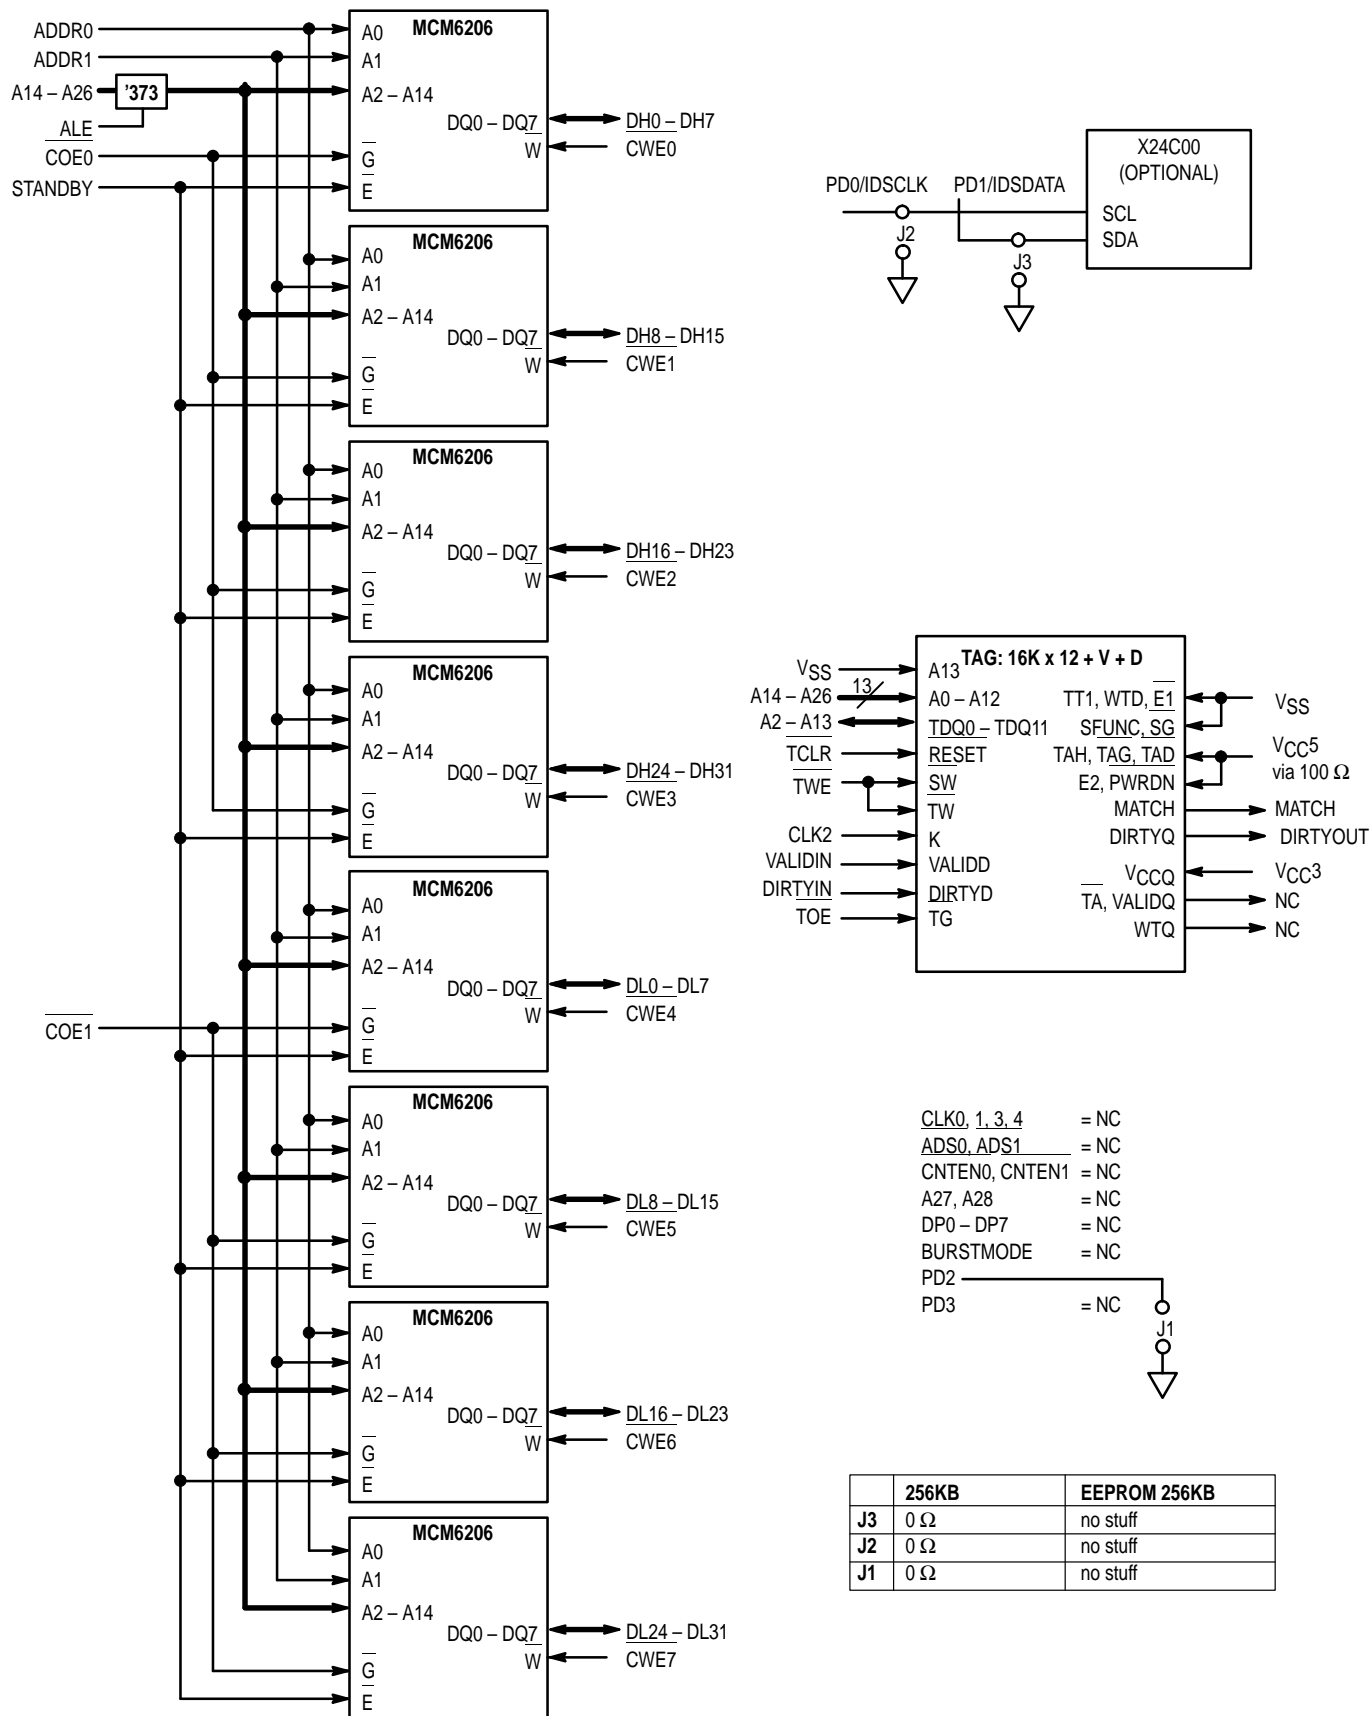 ADDR0
ADDR1
A14 – A26
'373
ALE
COE0
STANDBY
MCM6206
A0
A1
A2 – A14
DQ0 – DQ7
W
G
E
DH0 – DH7
CWE0
MCM6206
A0
A1
A2 – A14
DQ0 – DQ7
W
G
E
DH8 – DH15
CWE1
MCM6206
A0
A1
A2 – A14
DQ0 – DQ7
W
G
E
DH16 – DH23
CWE2
MCM6206
A0
A1
A2 – A14
DQ0 – DQ7
W
G
E
DH24 – DH31
CWE3
COE1
MCM6206
A0
A1
A2 – A14
DQ0 – DQ7
W
G
E
DL0 – DL7
CWE4
MCM6206
A0
A1
A2 – A14
DQ0 – DQ7
W
G
E
DL8 – DL15
CWE5
MCM6206
A0
A1
A2 – A14
DQ0 – DQ7
W
G
E
DL16 – DL23
CWE6
MCM6206
A0
A1
A2 – A14
DQ0 – DQ7
W
G
E
DL24 – DL31
CWE7
PD0/IDSCLK PD1/IDSDATA
J2
J3
X24C00
(OPTIONAL)
SCL
SDA
TAG: 16K x 12 + V + D
VSS
A14 – A26
13
A2 – A13
TCLR
TWE
CLK2
VALIDIN
DIRTYIN
TOE
A13
A0 – A12
TDQ0 – TDQ11
RESET
SW
TW
K
VALIDD
DIRTYD
TG
TT1, WTD, E1
SFUNC, SG
TAH, TAG, TAD
E2, PWRDN
MATCH
DIRTYQ
VCCQ
TA, VALIDQ
WTQ
VSS
VCC5
via 100 Ω
MATCH
DIRTYOUT
VCC3
NC
NC
CLK0, 1, 3, 4 = NC
ADS0, ADS1 = NC
CNTEN0, CNTEN1 = NC
A27, A28 = NC
DP0 – DP7 = NC
BURSTMODE = NC
PD2
PD3 = NC
J1
256KB EEPROM 256KB
J3 0 Ω no stuff
J2 0 Ω no stuff
J1 0 Ω no stuff